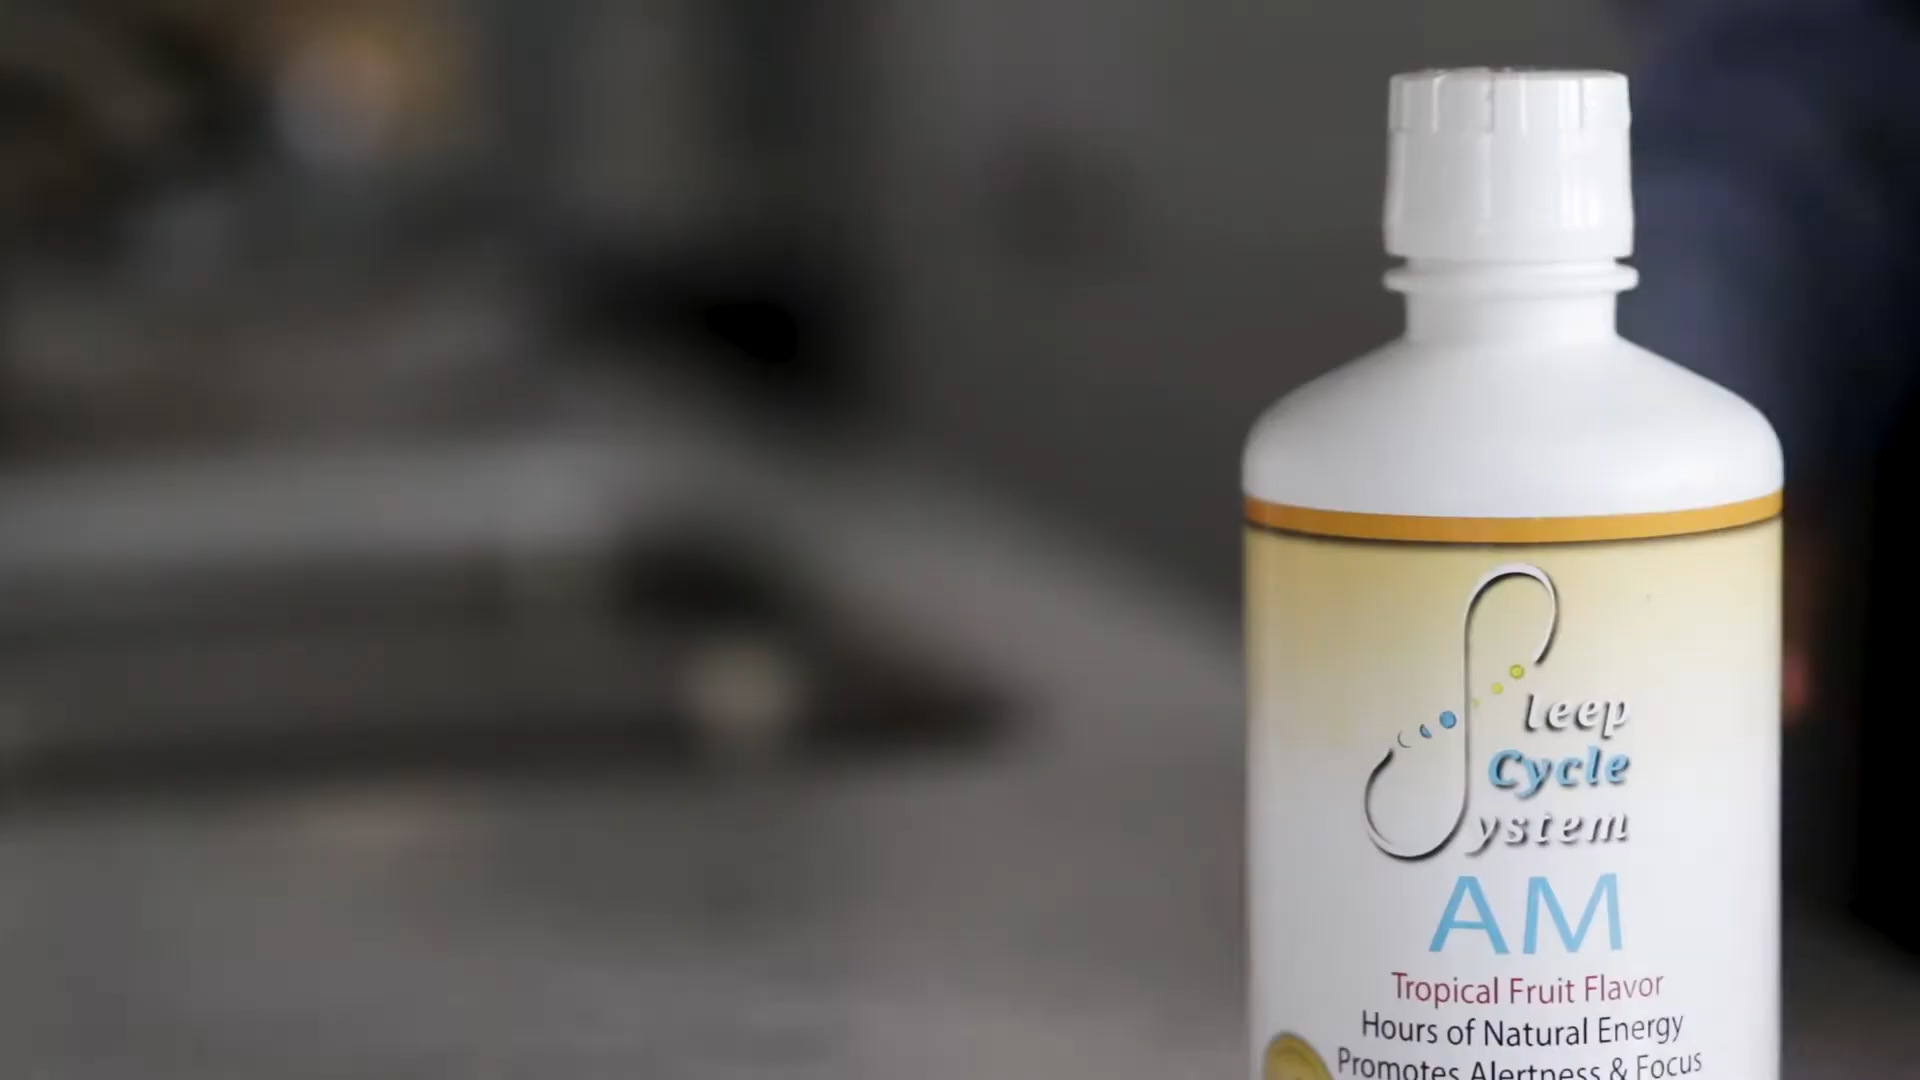 Sleep
Cycle
System
AM
Tropical Fruit Flavor
Hours of Natural Energy
Promotes Alertness & Focus